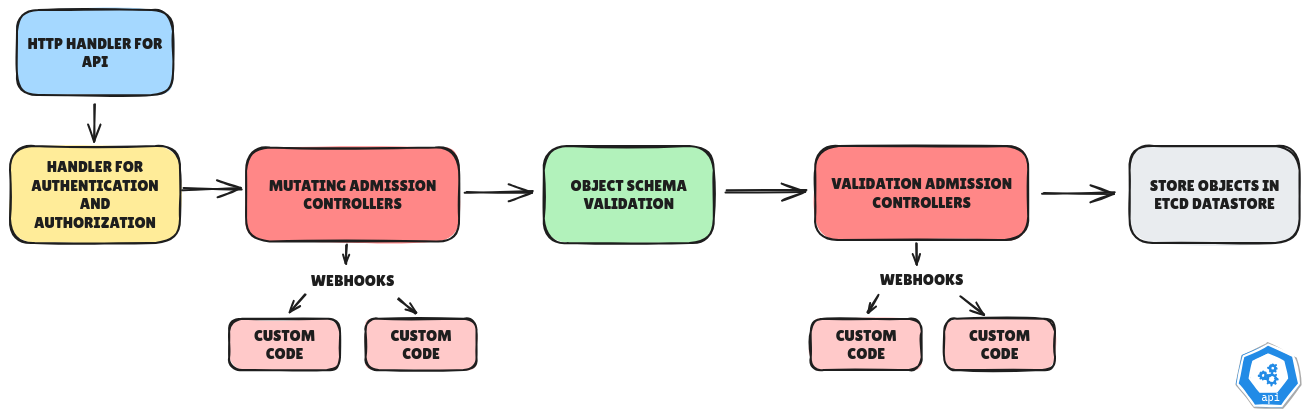 HTTP HANDLER FOR
API
HANDLER FOR
AUTHENTICATION
AND
AUTHORIZATION
MUTATING ADMISSION
CONTROLLERS
OBJECT SCHEMA
VALIDATION
VALIDATION ADMISSION
CONTROLLERS
STORE OBJECTS IN
ETCD DATASTORE
WEBHOOKS
CUSTOM
CODE
CUSTOM
CODE
WEBHOOKS
CUSTOM
CODE
CUSTOM
CODE
api